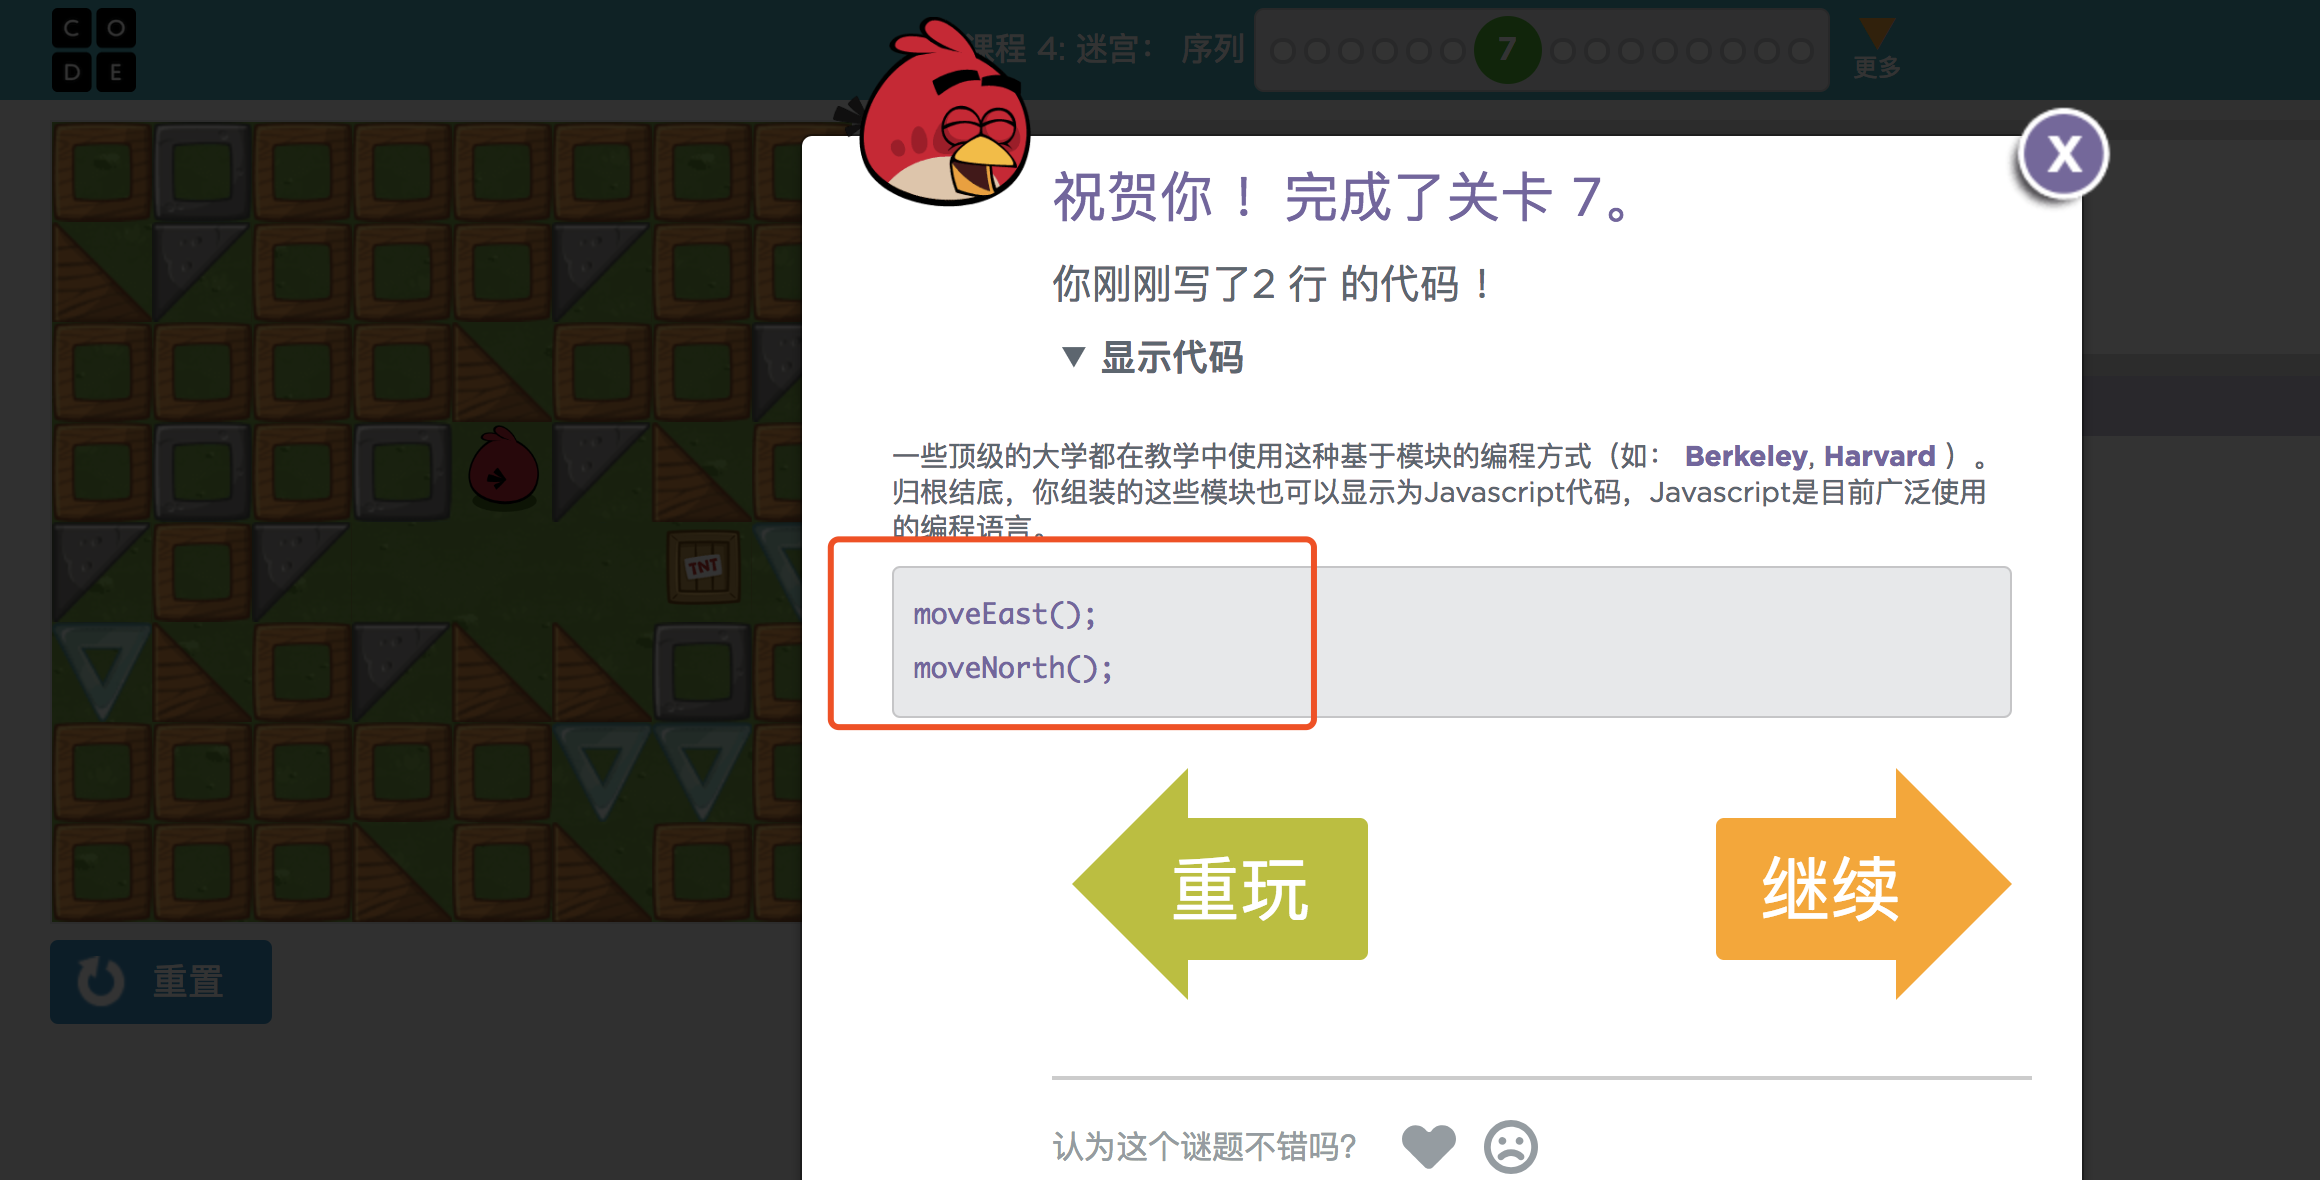 C O
D E
课程 4: 迷宫： 序列
7
更多
X
祝贺你！完成了关卡 7。
你刚刚写了2 行 的代码！
▼ 显示代码
一些顶级的大学都在教学中使用这种基于模块的编程方式（如： Berkeley, Harvard ）。
归根结底，你组装的这些模块也可以显示为Javascript代码，Javascript是目前广泛使用
的编程语言。
TNT
moveEast();
moveNorth();
重玩
继续
重置
认为这个谜题不错吗？